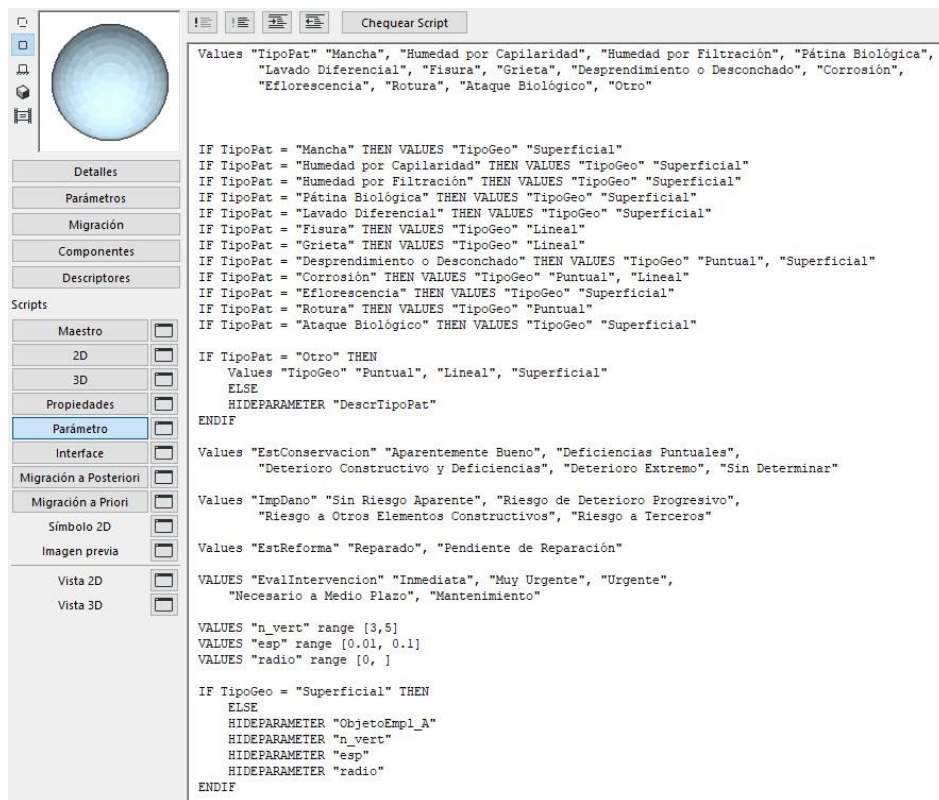 Chequear Script
Detalles
Parámetros
Migración
Componentes
Descriptores
Scripts
Maestro
2D
3D
Propiedades
Parámetro
Interface
Migración a Posteriori
Migración a Priori
Símbolo 2D
Imagen previa
Vista 2D
Vista 3D
Values "TipoPat" "Mancha", "Humedad por Capilaridad", "Humedad por Filtración", "Pátina Biológica",
"Lavado Diferencial", "Fisura", "Grieta", "Desprendimiento o Desconchado", "Corrosión",
"Eflorescencia", "Rotura", "Ataque Biológico", "Otro"
IF TipoPat = "Mancha" THEN VALUES "TipoGeo" "Superficial"
IF TipoPat = "Humedad por Capilaridad" THEN VALUES "TipoGeo" "Superficial"
IF TipoPat = "Humedad por Filtración" THEN VALUES "TipoGeo" "Superficial"
IF TipoPat = "Pátina Biológica" THEN VALUES "TipoGeo" "Superficial"
IF TipoPat = "Lavado Diferencial" THEN VALUES "TipoGeo" "Superficial"
IF TipoPat = "Fisura" THEN VALUES "TipoGeo" "Lineal"
IF TipoPat = "Grieta" THEN VALUES "TipoGeo" "Lineal"
IF TipoPat = "Desprendimiento o Desconchado" THEN VALUES "TipoGeo" "Puntual", "Superficial"
IF TipoPat = "Corrosión" THEN VALUES "TipoGeo" "Puntual", "Lineal"
IF TipoPat = "Eflorescencia" THEN VALUES "TipoGeo" "Superficial"
IF TipoPat = "Rotura" THEN VALUES "TipoGeo" "Puntual"
IF TipoPat = "Ataque Biológico" THEN VALUES "TipoGeo" "Superficial"
IF TipoPat = "Otro" THEN
Values "TipoGeo" "Puntual", "Lineal", "Superficial"
ELSE
HIDEPARAMETER "DescrTipoPat"
ENDIF
Values "EstConservacion" "Aparentemente Bueno", "Deficiencias Puntuales",
"Deterioro Constructivo y Deficiencias", "Deterioro Extremo", "Sin Determinar"
Values "ImpDano" "Sin Riesgo Aparente", "Riesgo de Deterioro Progresivo",
"Riesgo a Otros Elementos Constructivos", "Riesgo a Terceros"
Values "EstReforma" "Reparado", "Pendiente de Reparación"
VALUES "EvalIntervencion" "Inmediata", "Muy Urgente", "Urgente",
"Necesario a Medio Plazo", "Mantenimiento"
VALUES "n_vert" range [3,5]
VALUES "esp" range [0.01, 0.1]
VALUES "radio" range [0, ]
IF TipoGeo = "Superficial" THEN
ELSE
HIDEPARAMETER "ObjetoEmpl_A"
HIDEPARAMETER "n_vert"
HIDEPARAMETER "esp"
HIDEPARAMETER "radio"
ENDIF